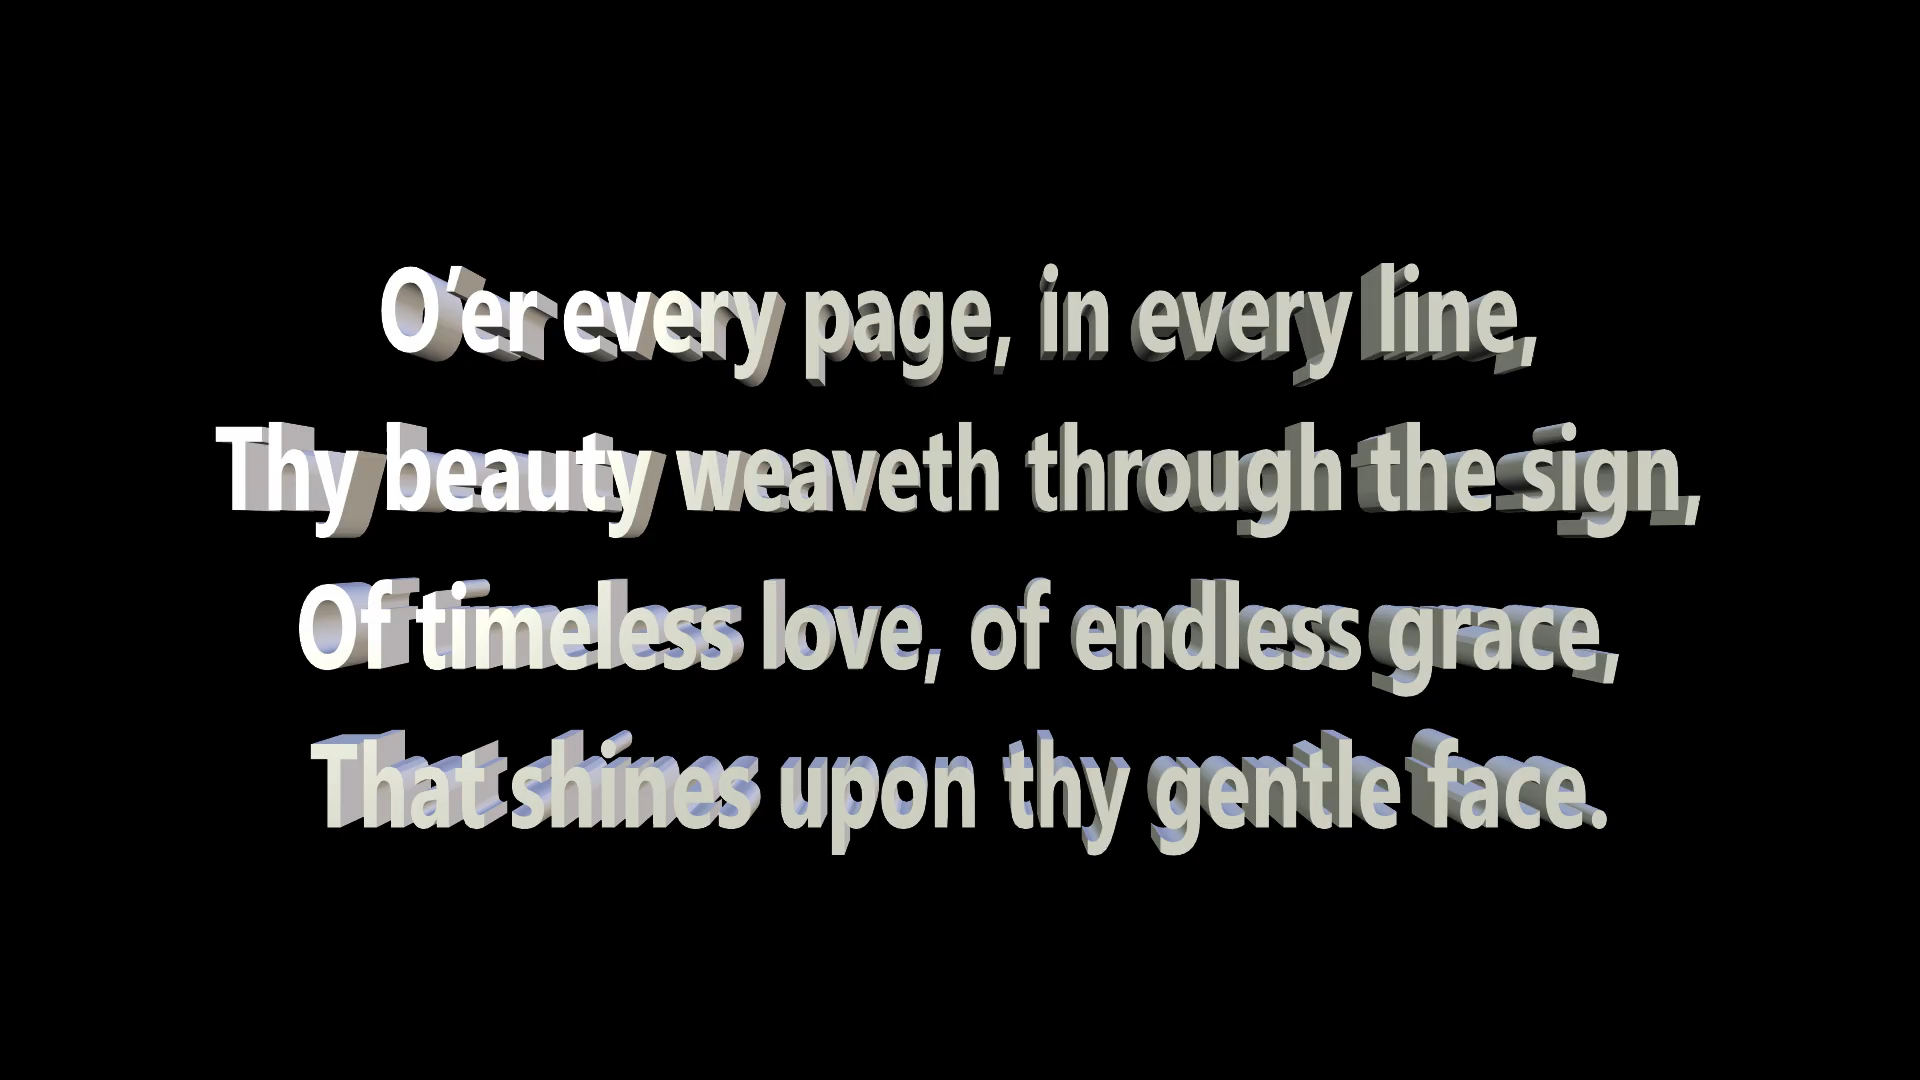 O'er every page, in every line,
Thy beauty weaveth through the sign,
Of timeless love, of endless grace,
That shines upon thy gentle face.